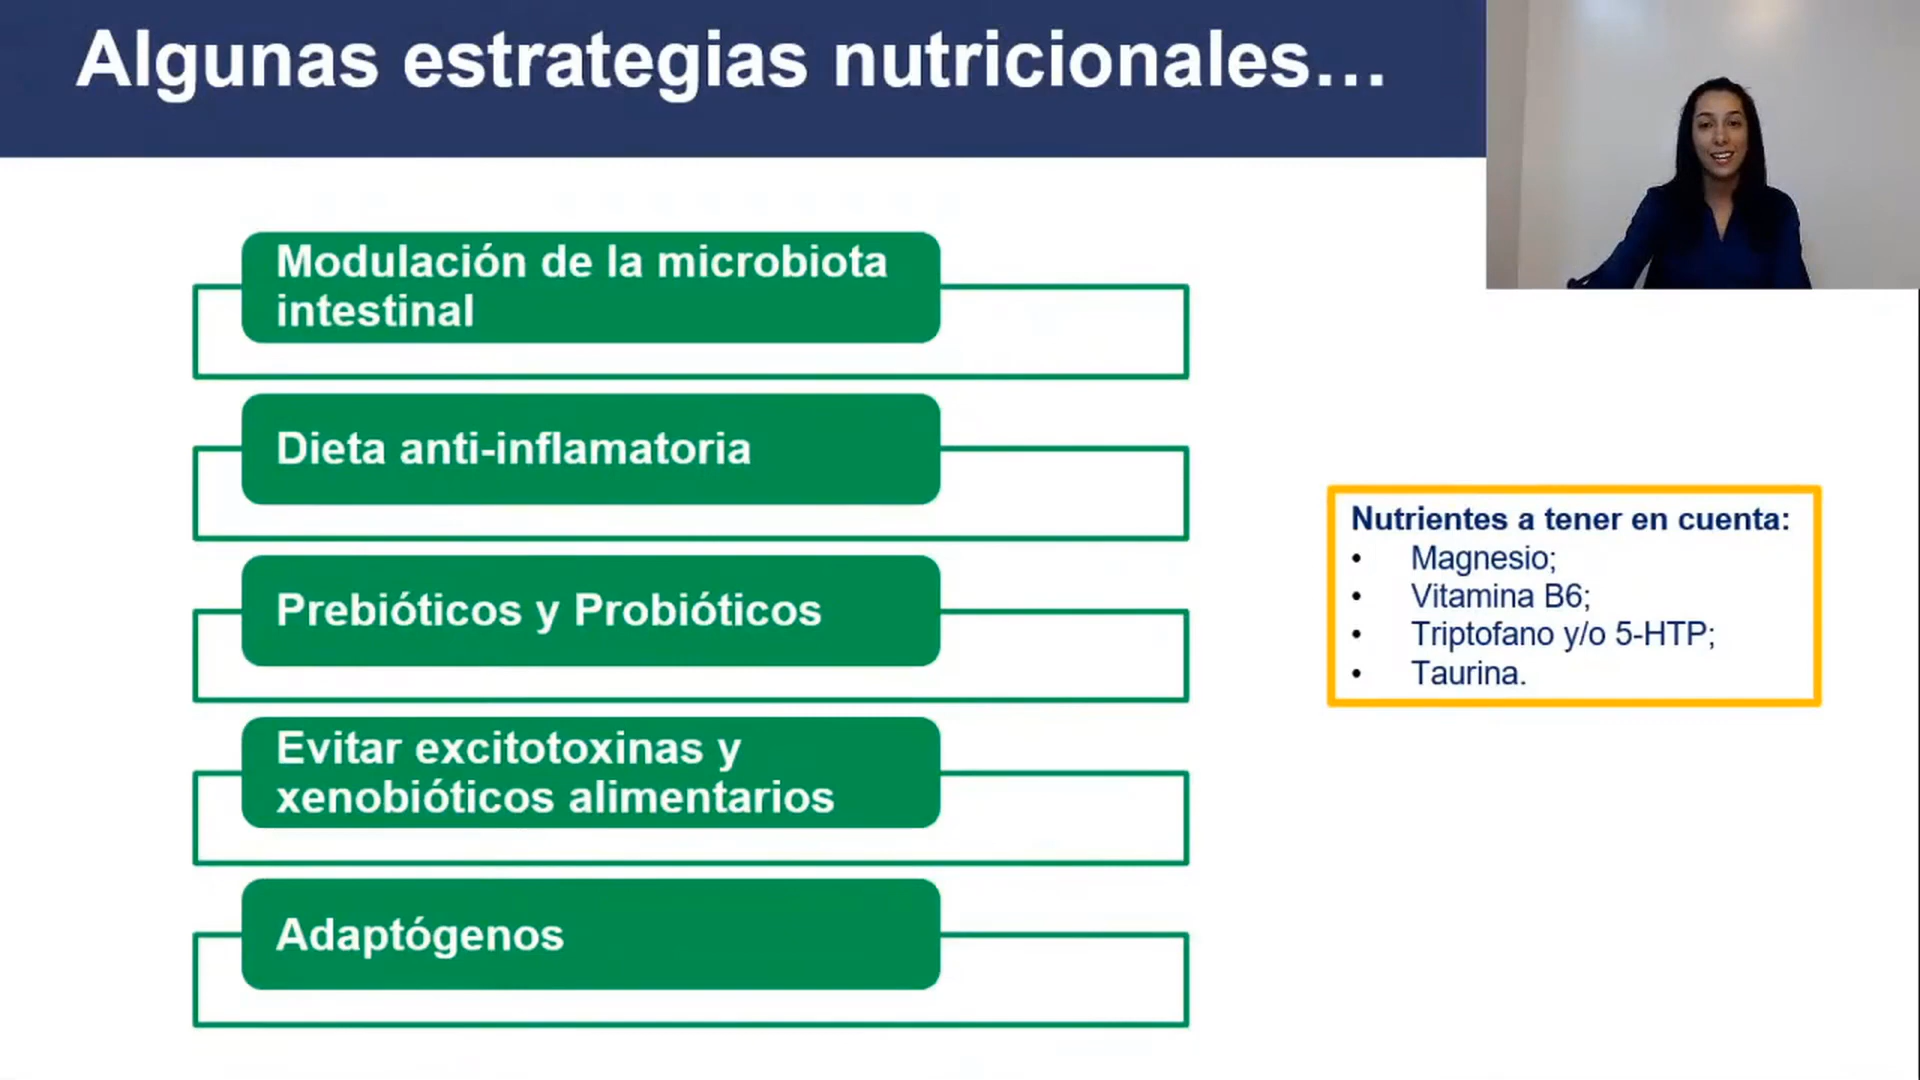 Algunas estrategias nutricionales...
Modulación de la microbiota
intestinal
Dieta anti-inflamatoria
Prebióticos y Probióticos
Evitar excitotoxinas y
xenobióticos alimentarios
Adaptógenos
Nutrientes a tener en cuenta:
• Magnesio;
• Vitamina B6;
• Triptofano y/o 5-HTP;
• Taurina.